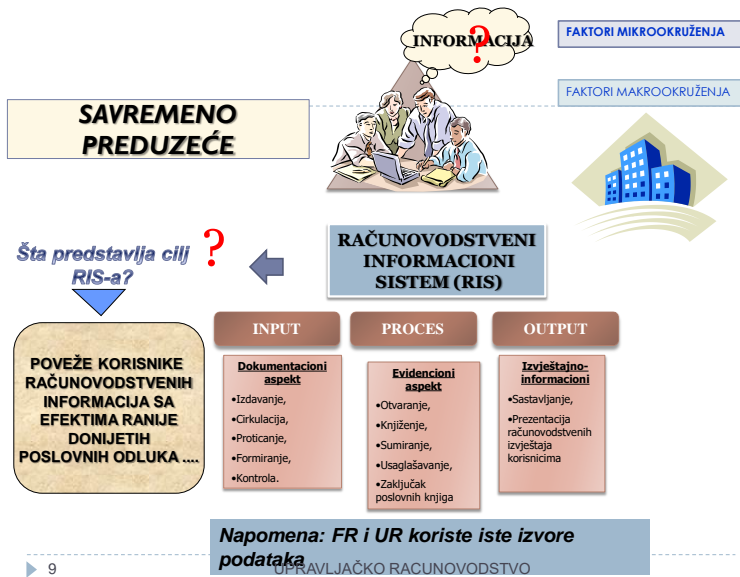 INFORMACIJA
?
FAKTORI MIKROOKRUŽENJA
FAKTORI MAKROOKRUŽENJA
SAVREMENO
PREDUZEĆE
Šta predstavlja cilj
RIS-a?
?
RAČUNOVODSTVENI
INFORMACIONI
SISTEM (RIS)
POVEŽE KORISNIKE
RAČUNOVODSTVENIH
INFORMACIJA SA
EFEKTIMA RANIJE
DONIJETIH
POSLOVNIH ODLUKA ....
INPUT
Dokumentacioni
aspekt
•Izdavanje,
•Cirkulacija,
•Proticanje,
•Formiranje,
•Kontrola.
PROCES
Evidencioni
aspekt
•Otvaranje,
•Knjiženje,
•Sumiranje,
•Usaglašavanje,
•Zaključak
poslovnih knjiga
OUTPUT
Izvještajno-
informacioni
•Sastavljanje,
•Prezentacija
računovodstvenih
izvještaja
korisnicima
Napomena: FR i UR koriste iste izvore
podataka
9
UPRAVLJAČKO RACUNOVODSTVO